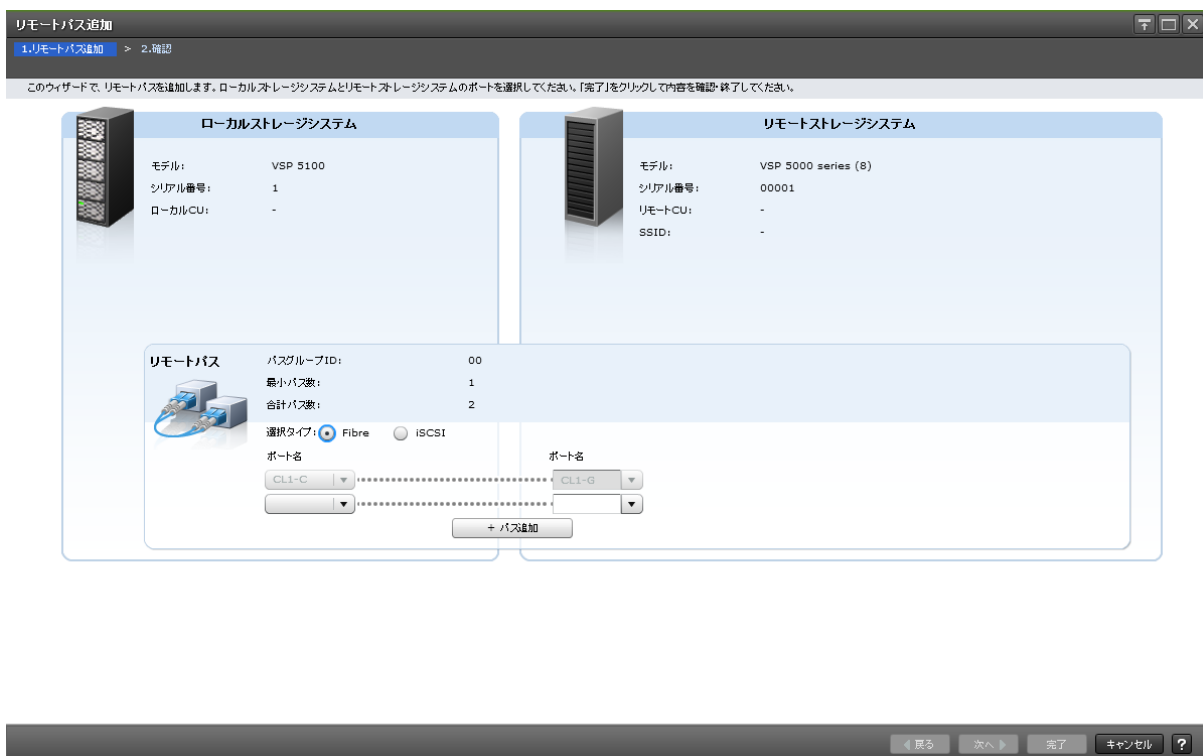 リモートパス追加
1.リモートパス追加 > 2.確認
このウィザードで、リモートパスを追加します。ローカルストレージシステムとリモートストレージシステムのポートを選択してください。「完了」をクリックして内容を確認・終了してください。
ローカルストレージシステム
モデル: VSP 5100
シリアル番号: 1
ローカルCU: -
リモートストレージシステム
モデル: VSP 5000 series (8)
シリアル番号: 00001
リモートCU: -
SSID: -
リモートパス
パスグループID: 00
最小パス数: 1
合計パス数: 2
選択タイプ: Fibre iSCSI
ポート名 ポート名
CL1-C CL1-G
+ パス追加
戻る 次へ 完了 キャンセル ?